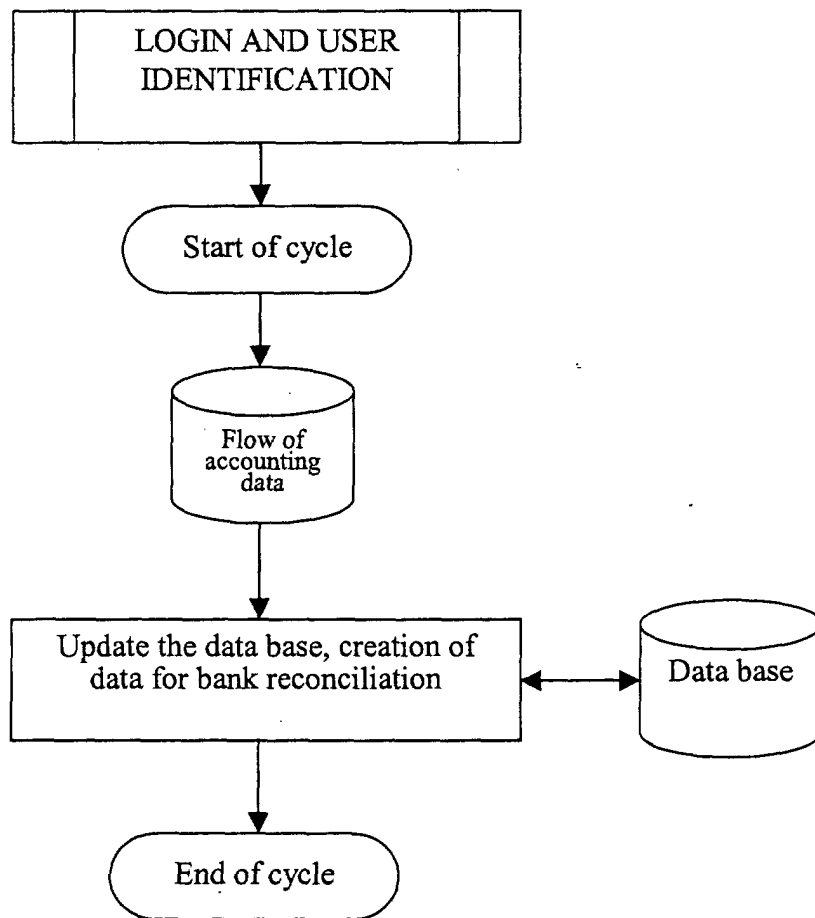 LOGIN AND USER
IDENTIFICATION
Start of cycle
Flow of
accounting
data
Update the data base, creation of
data for bank reconciliation
Data base
End of cycle